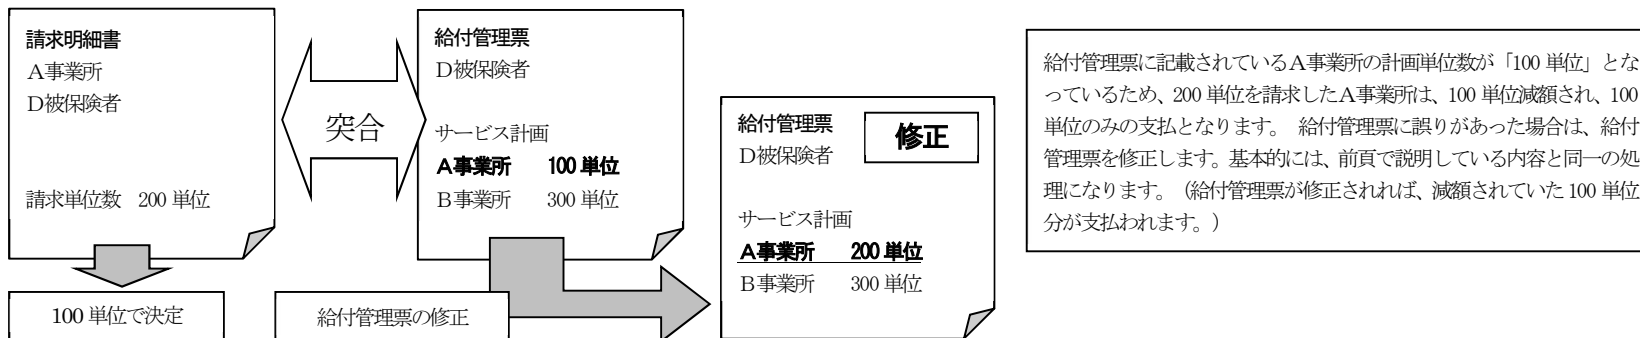 請求明細書
A事業所
D被保険者
請求単位数 200 単位
突合
給付管理票
D被保険者
サービス計画
A事業所 100 単位
B事業所 300 単位
100 単位で決定
給付管理票の修正
給付管理票
修正
D被保険者
サービス計画
A事業所 200 単位
B事業所 300 単位
給付管理票に記載されているA事業所の計画単位数が「100 単位」とな
っているため、200 単位を請求したA事業所は、100 単位減額され、100
単位のみの支払となります。 給付管理票に誤りがあった場合は、給付
管理票を修正します。基本的には、前頁で説明している内容と同一の処
理になります。（給付管理票が修正されれば、減額されていた 100 単位
分が支払われます。）